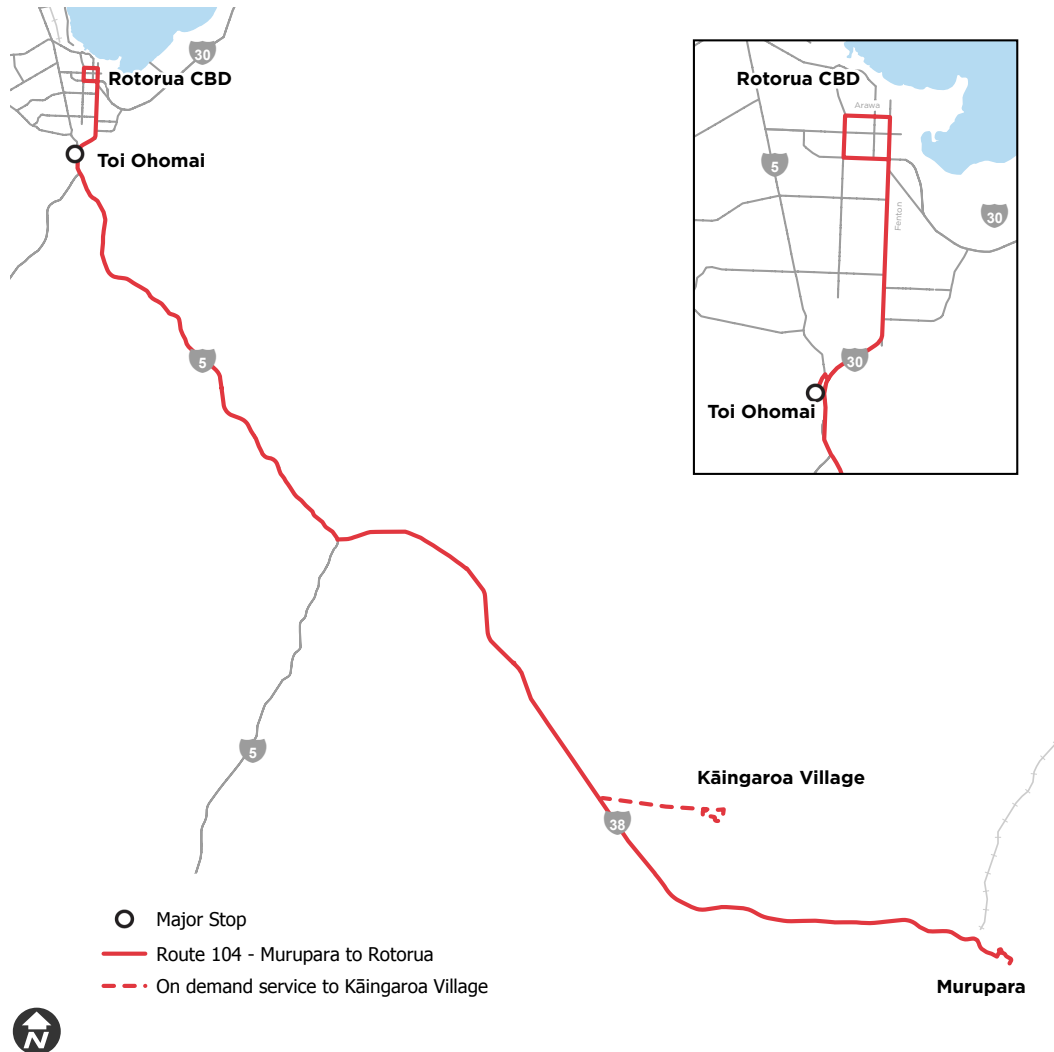 30
Rotorua CBD
Toi Ohomai
5
5
38
Kāingaroa Village
Murupara
Rotorua CBD
Arawa
5
Fenton
30
30
Toi Ohomai
Major Stop
Route 104 - Murupara to Rotorua
On demand service to Kāingaroa Village
N